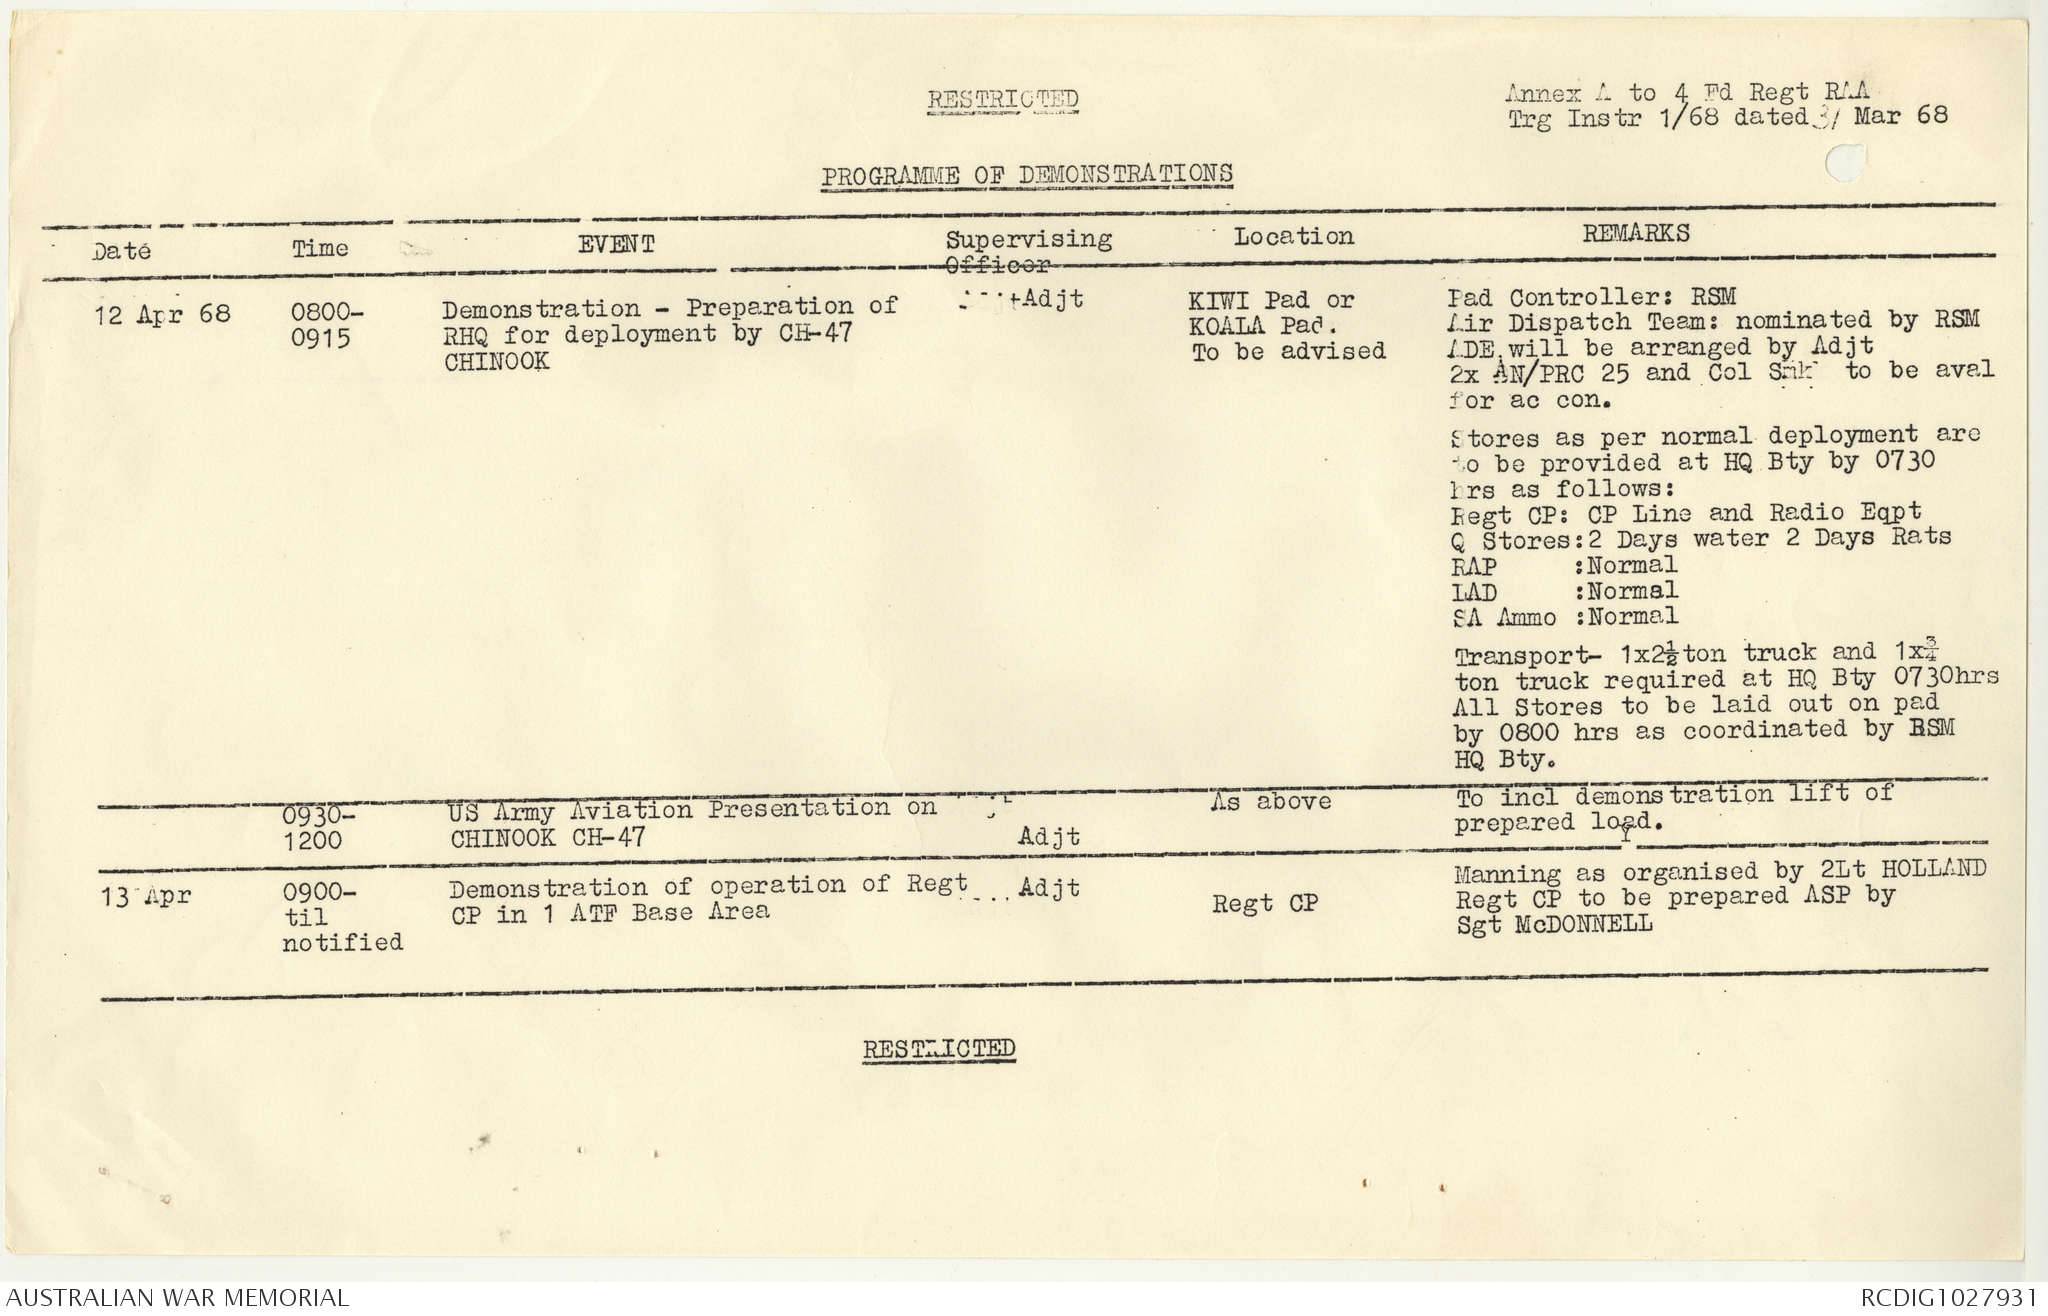 RESTRICTED
Annex A to 4 Fd Regt RAA
Trg Instr 1/68 dated 31 Mar 68
PROGRAMME OF DEMONSTRATIONS
Date Time EVENT Supervising Officer Location REMARKS
12 Apr 68
0800-
0915
Demonstration - Preparation of
RHQ for deployment by CH-47
CHINOOK
Adjt
KIWI Pad or
KOALA Pad.
To be advised
Pad Controller: RSM
Air Dispatch Team: nominated by RSM
ADE will be arranged by Adjt
2x AN/PRC 25 and Col Smk to be aval
for ac con.
Stores as per normal deployment are
to be provided at HQ Bty by 0730
hrs as follows:
Regt CP: CP Line and Radio Eqpt
Q Stores:2 Days water 2 Days Rats
RAP :Normal
LAD :Normal
SA Ammo :Normal
Transport- 1x2½ton truck and 1x¾
ton truck required at HQ Bty 0730hrs
All Stores to be laid out on pad
by 0800 hrs as coordinated by BSM
HQ Bty.
0930-
1200
US Army Aviation Presentation on
CHINOOK CH-47
Adjt
As above
To incl demonstration lift of
prepared load.
13 Apr
0900-
til
notified
Demonstration of operation of Regt
CP in 1 ATF Base Area
Adjt
Regt CP
Manning as organised by 2Lt HOLLAND
Regt CP to be prepared ASP by
Sgt McDONNELL
RESTRICTED
AUSTRALIAN WAR MEMORIAL
RCDIG1027931